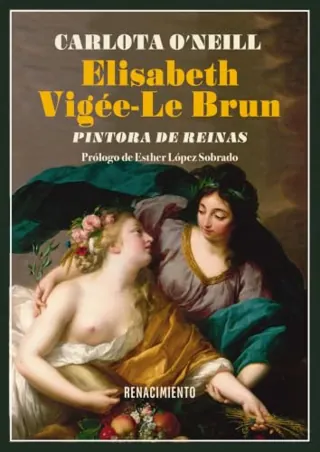 CARLOTA O'NEILL
Elisabeth
Vigée-Le Brun
PINTORA DE REINAS
Prólogo de Esther López Sobrado
RENACIMIENTO